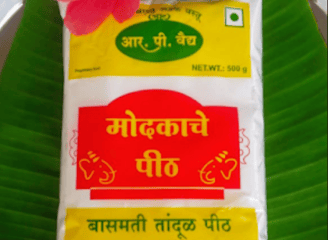 आर. पी. वैद्य
NET.WT.: 500 g
मोदकाचे
पीठ
बासमती तांदूळ पीठ